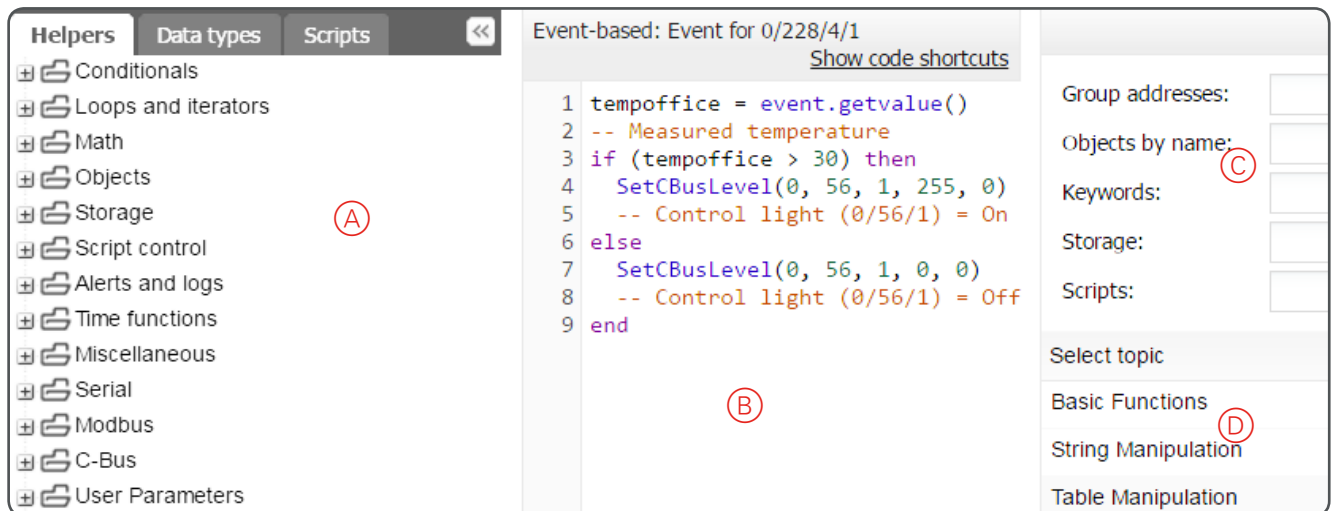 Helpers Data types Scripts <<
Conditionals
Loops and iterators
Math
Objects
Storage
Script control
Alerts and logs
Time functions
Miscellaneous
Serial
Modbus
C-Bus
User Parameters
A
Event-based: Event for 0/228/4/1
Show code shortcuts
1 tempoffice = event.getvalue()
2 -- Measured temperature
3 if (tempoffice > 30) then
4 SetCBusLevel(0, 56, 1, 255, 0)
5 -- Control light (0/56/1) = On
6 else
7 SetCBusLevel(0, 56, 1, 0, 0)
8 -- Control light (0/56/1) = Off
9 end
B
Group addresses:
Objects by name:
C
Keywords:
Storage:
Scripts:
Select topic
Basic Functions
D
String Manipulation
Table Manipulation